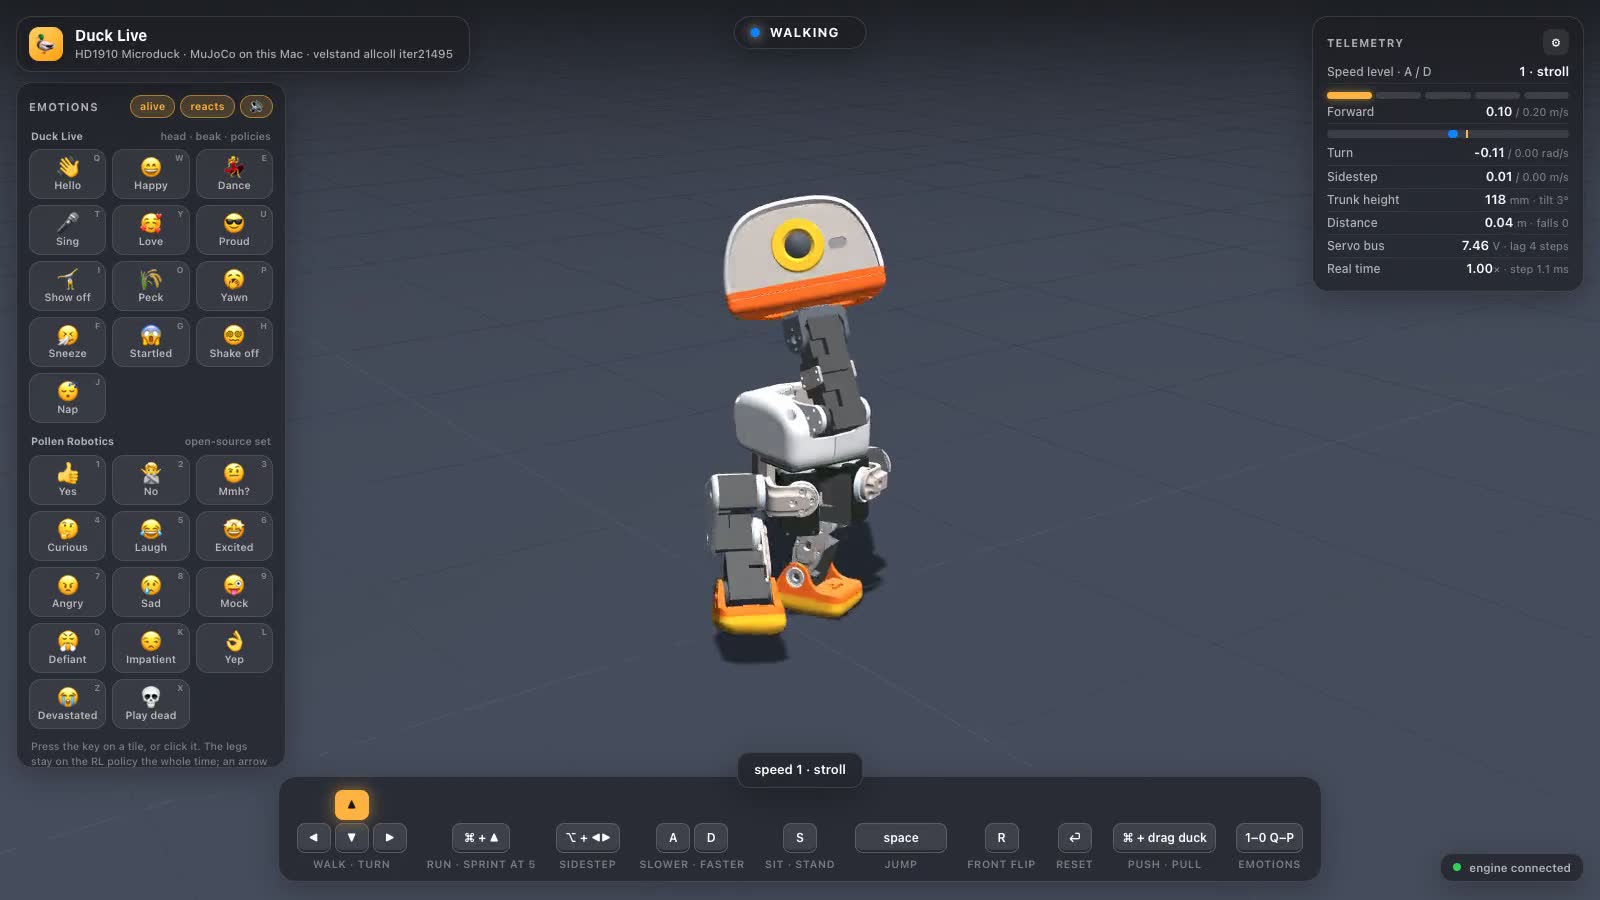 Duck Live
HD1910 Microduck · MuJoCo on this Mac · velstand allcoll iter21495
WALKING
EMOTIONS
alive
reacts
Duck Live
head · beak · policies
Q
Hello
W
Happy
E
Dance
T
Sing
Y
Love
U
Proud
I
Show off
O
Peck
P
Yawn
F
Sneeze
G
Startled
H
Shake off
J
Nap
Pollen Robotics
open-source set
1
Yes
2
No
3
Mmh?
4
Curious
5
Laugh
6
Excited
7
Angry
8
Sad
9
Mock
0
Defiant
K
Impatient
L
Yep
Z
Devastated
X
Play dead
Press the key on a tile, or click it. The legs
stay on the RL policy the whole time; an arrow
TELEMETRY
Speed level · A / D 1 · stroll
Forward 0.10 / 0.20 m/s
Turn -0.11 / 0.00 rad/s
Sidestep 0.01 / 0.00 m/s
Trunk height 118 mm · tilt 3°
Distance 0.04 m · falls 0
Servo bus 7.46 V · lag 4 steps
Real time 1.00× · step 1.1 ms
speed 1 · stroll
▲
◀ ▼ ▶
WALK · TURN
⌘ + ▲
RUN · SPRINT AT 5
⌥ + ◀▶
SIDESTEP
A D
SLOWER · FASTER
S
SIT · STAND
space
JUMP
R
FRONT FLIP
RESET
⌘ + drag duck
PUSH · PULL
1–0 Q–P
EMOTIONS
engine connected